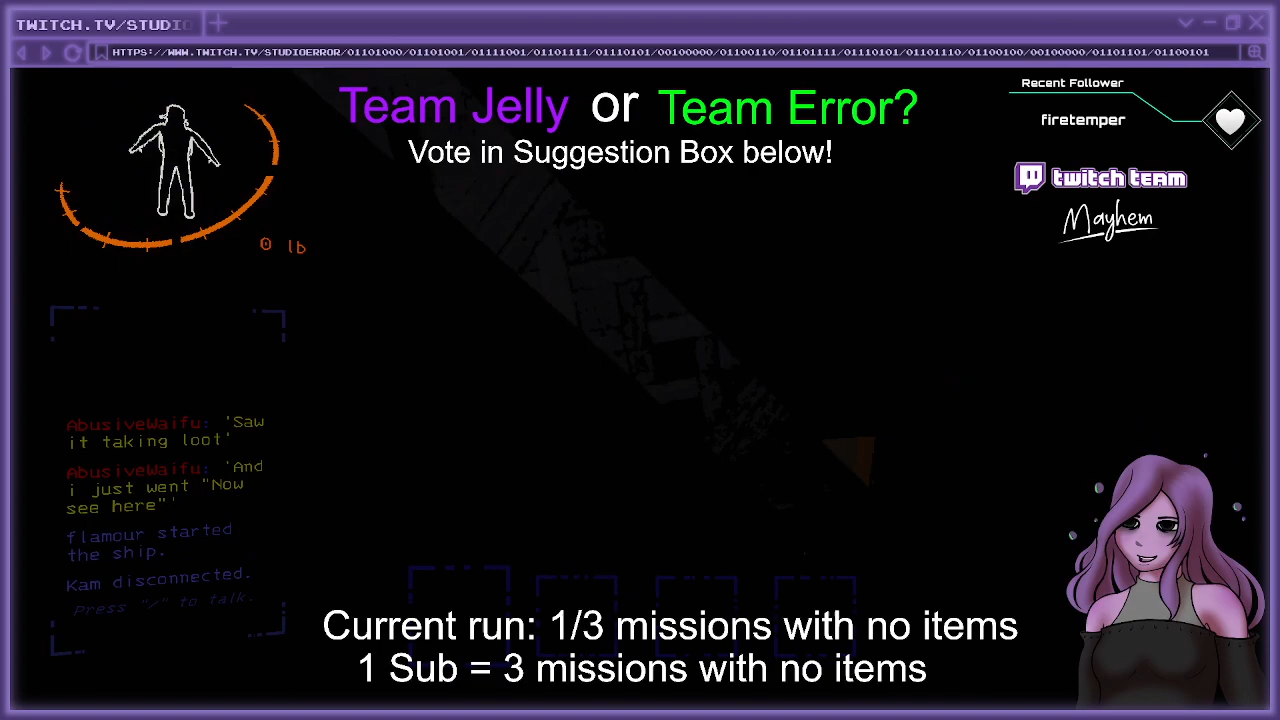 TWITCH.TV/STUDIO
HTTPS://WWW.TWITCH.TV/STUDIOERROR/01101000/01101001/01111001/01101111/01110101/00100000/01100110/01101111/01110101/01101110/01100100/00100000/01101101/01100101
Team Jelly or Team Error?
Vote in Suggestion Box below!
Recent Follower
firetemper
twitch team
Mayhem
0 lb
AbusiveWaifu: 'Saw
it taking loot'
AbusiveWaifu: 'And
i just went "Now
see here"'
flamour started
the ship.
Kam disconnected.
Press "/" to talk.
Current run: 1/3 missions with no items
1 Sub = 3 missions with no items